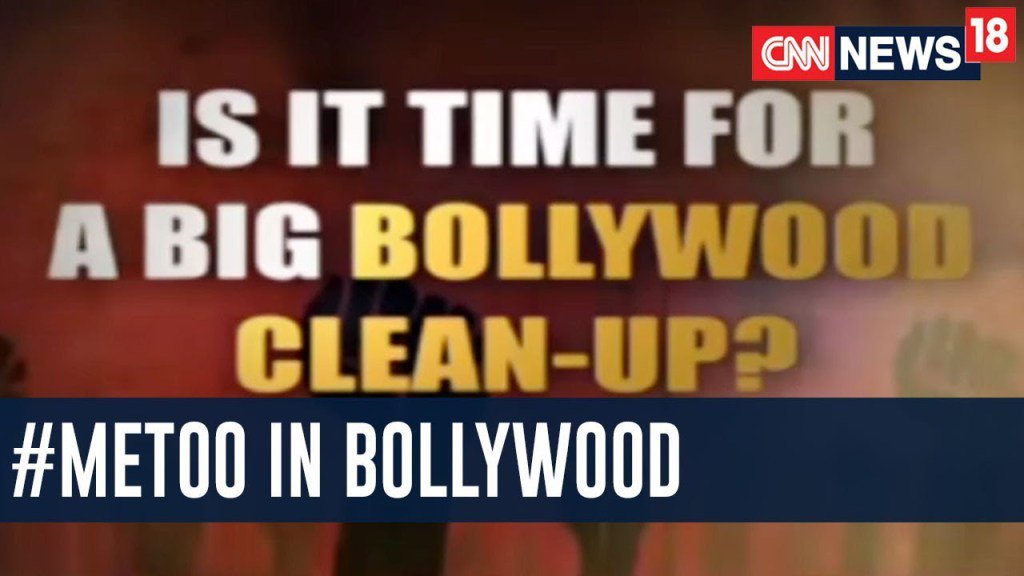 CNN NEWS 18
IS IT TIME FOR
A BIG BOLLYWOOD
CLEAN-UP?
#METOO IN BOLLYWOOD